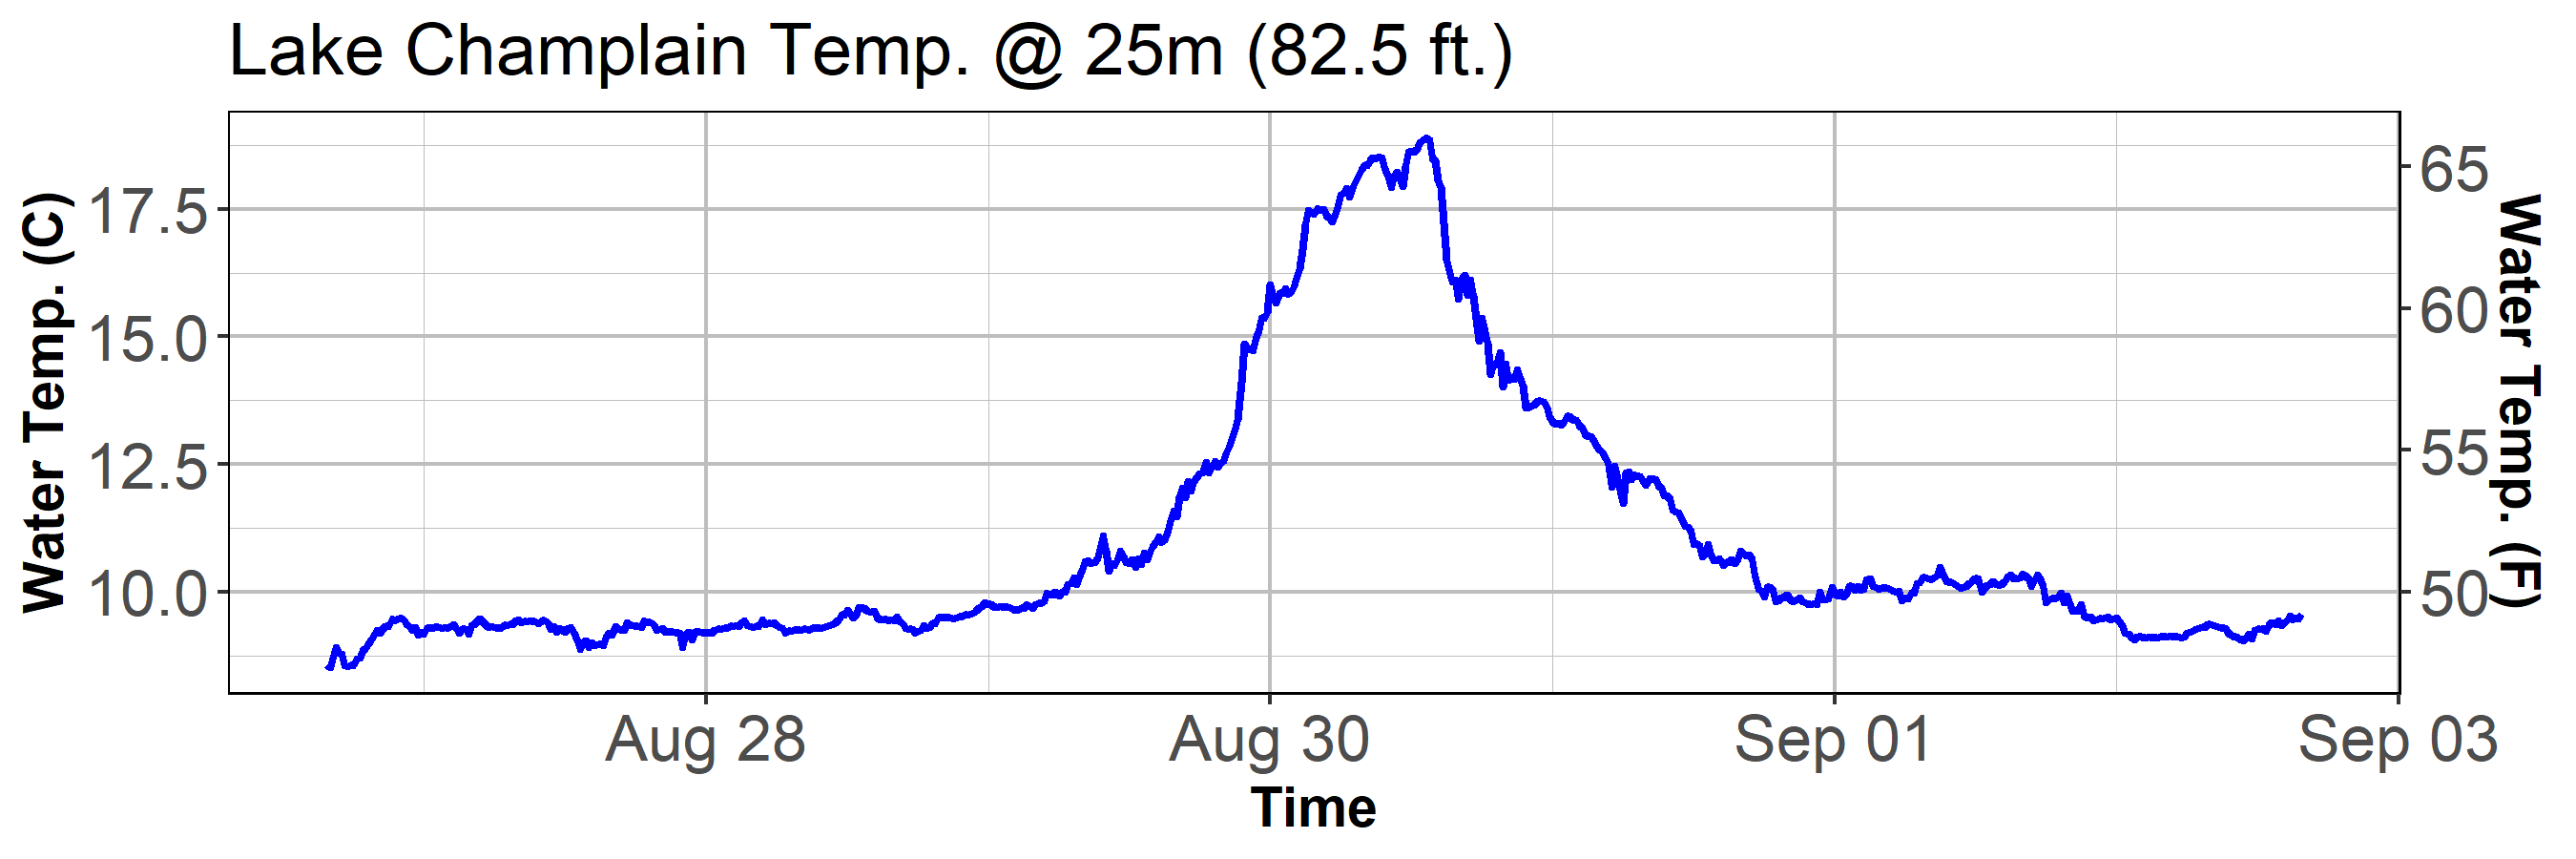 Lake Champlain Temp. @ 25m (82.5 ft.)
Water Temp. (C)
17.5
15.0
12.5
10.0
65
60
55
50
Water Temp. (F)
Aug 28
Aug 30
Sep 01
Sep 03
Time